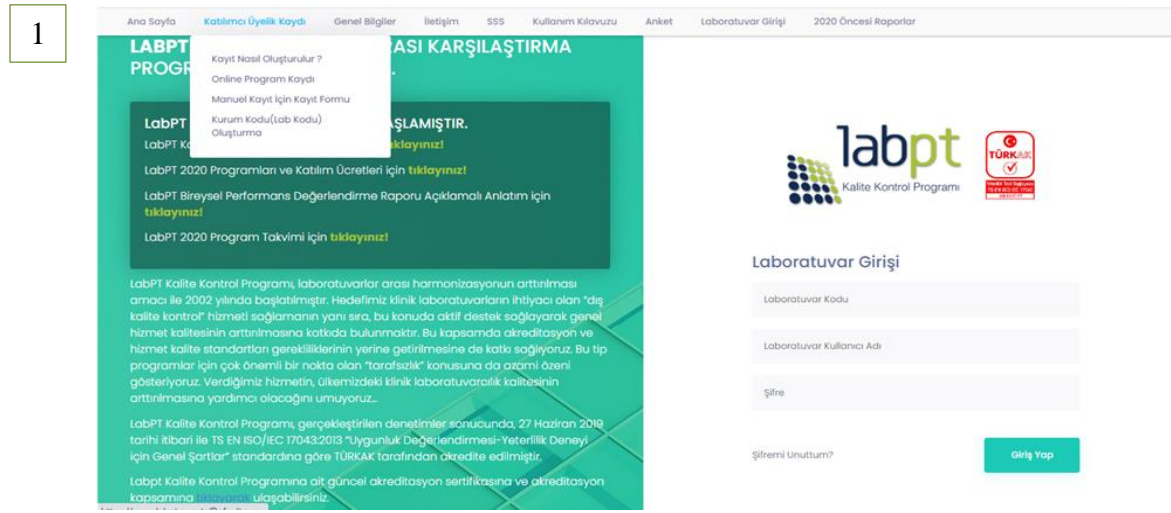 1
Ana Sayfa Katılımcı Üyelik Kaydı Genel Bilgiler İletişim SSS Kullanım Kılavuzu Anket Laboratuvar Girişi 2020 Öncesi Raporlar
Kayıt Nasıl Oluşturulur ?
Online Program Kaydı
Manuel Kayıt İçin Kayıt Formu
Kurum Kodu(Lab Kodu)
Oluşturma
LABPT ASI KARŞILAŞTIRMA
PROGR
LabPT AŞLAMIŞTIR.
LabPT tıklayınız!
LabPT 2020 Programları ve Katılım Ücretleri için tıklayınız!
LabPT Bireysel Performans Değerlendirme Raporu Açıklamalı Anlatım için
tıklayınız!
LabPT 2020 Program Takvimi için tıklayınız!
LabPT Kalite Kontrol Programı, laboratuvarlar arası harmonizasyonun arttırılması
amacı ile 2002 yılında başlatılmıştır. Hedefimiz klinik laboratuvarların ihtiyacı olan "dış
kalite kontrol" hizmeti sağlamanın yanı sıra, bu konuda aktif destek sağlayarak genel
hizmet kalitesinin arttırılmasına katkıda bulunmaktır. Bu kapsamda akreditasyon ve
hizmet kalite standartları gerekliliklerinin yerine getirilmesine de katkı sağlıyoruz. Bu tip
programlar için çok önemli bir nokta olan "tarafsızlık" konusuna da azami özeni
gösteriyoruz. Verdiğimiz hizmetin, ülkemizdeki klinik laboratuvarcılık kalitesinin
arttırılmasına yardımcı olacağını umuyoruz...
LabPT Kalite Kontrol Programı, gerçekleştirilen denetimler sonucunda, 27 Haziran 2019
tarihi itibari ile TS EN ISO/IEC 17043:2013 "Uygunluk Değerlendirmesi-Yeterlilik Deneyi
için Genel Şartlar" standardına göre TÜRKAK tarafından akredite edilmiştir.
Labpt Kalite Kontrol Programına ait güncel akreditasyon sertifikasına ve akreditasyon
kapsamına tıklayarak ulaşabilirsiniz.
labpt
Kalite Kontrol Programı
TÜRKAK
Laboratuvar Girişi
Laboratuvar Kodu
Laboratuvar Kullanıcı Adı
Şifre
Şifremi Unuttum?
Giriş Yap